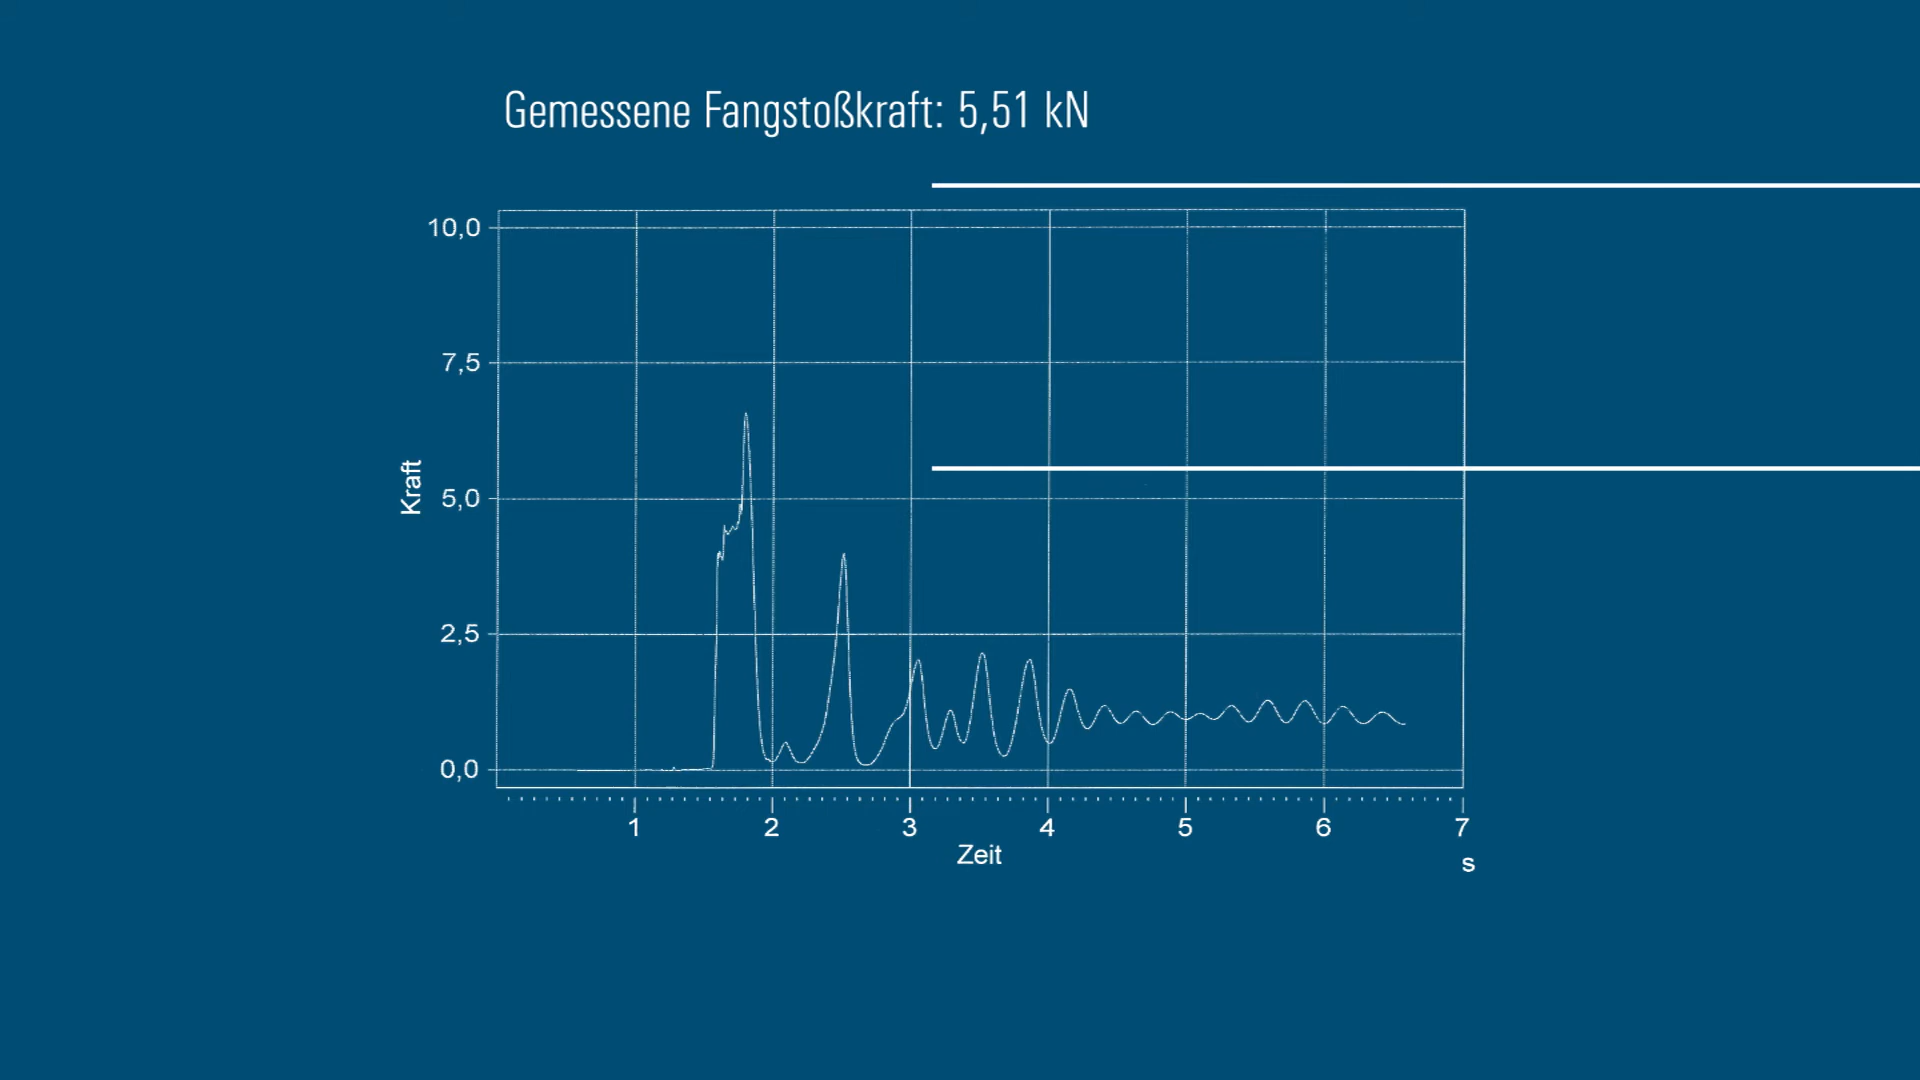 Gemessene Fangstoßkraft: 5,51 kN
10,0
7,5
Kraft
5,0
2,5
0,0
1 2 3 4 5 6 7
Zeit
s